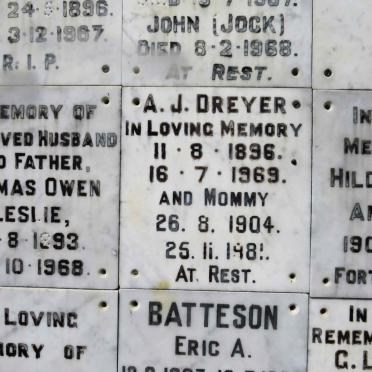 24·5·1896.
3·12·1967.
R. I. P.
JOHN (JOCK)
DIED 8·2·1968.
AT REST.
EMORY OF
VED HUSBAND
D FATHER,
MAS OWEN
LESLIE,
·8·1893.
10·1968.
A. J. DREYER
IN LOVING MEMORY
11·8·1896.
16·7·1969.
AND MOMMY
26. 8. 1904.
25. 11. 1981.
AT. REST.
IN
ME
HILD
A
190
FORT
LOVING
ORY OF
BATTESON
ERIC A.
IN
REMEM
G. L